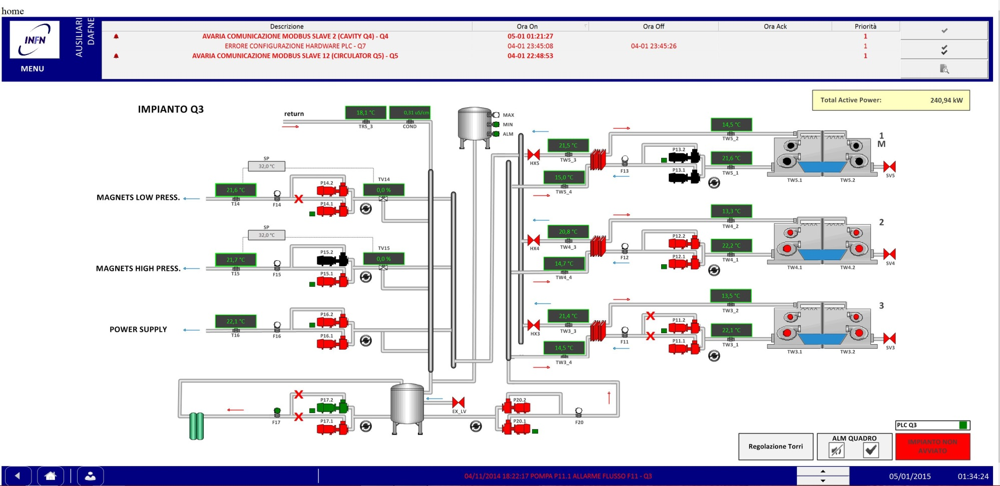 home
INFN
MENU
AUSILIARI
DAFNE
Descrizione Ora On Ora Off Ora Ack Priorità
AVARIA COMUNICAZIONE MODBUS SLAVE 2 (CAVITY Q4) - Q4 05-01 01:21:27 1
ERRORE CONFIGURAZIONE HARDWARE PLC - Q7 04-01 23:45:08 04-01 23:45:26 1
AVARIA COMUNICAZIONE MODBUS SLAVE 12 (CIRCULATOR Q5) - Q5 04-01 22:48:53 1
Total Active Power: 240,94 kW
IMPIANTO Q3
return
18,1 °C
TRS_3
0,31 uS/cm
COND
MAX
MIN
ALM
SP
32,0 °C
MAGNETS LOW PRESS.
21,6 °C
T14
F14
P14.2
P14.1
TV14
0,0 %
SP
32,0 °C
MAGNETS HIGH PRESS.
21,7 °C
T15
F15
P15.2
P15.1
TV15
0,0 %
POWER SUPPLY
22,1 °C
T16
F16
P16.2
P16.1
F17
P17.2
P17.1
EX_LV
P20.2
P20.1
F20
HX5
21,5 °C
TW5_3
15,0 °C
TW5_4
F13
P13.2
P13.1
14,5 °C
TW5_2
21,6 °C
TW5_1
TW5.1
TW5.2
1
M
SV5
HX4
20,8 °C
TW4_3
14,7 °C
TW4_4
F12
P12.2
P12.1
13,3 °C
TW4_2
22,2 °C
TW4_1
TW4.1
TW4.2
2
SV4
HX3
21,4 °C
TW3_3
14,5 °C
TW3_4
F11
P11.2
P11.1
13,5 °C
TW3_2
22,1 °C
TW3_1
TW3.1
TW3.2
3
SV3
PLC Q3
Regolazione Torri
ALM QUADRO
IMPIANTO NON
AVVIATO
04/11/2014 18:22:17 POMPA P11.1 ALLARME FLUSSO F11 - Q3
05/01/2015 01:34:24